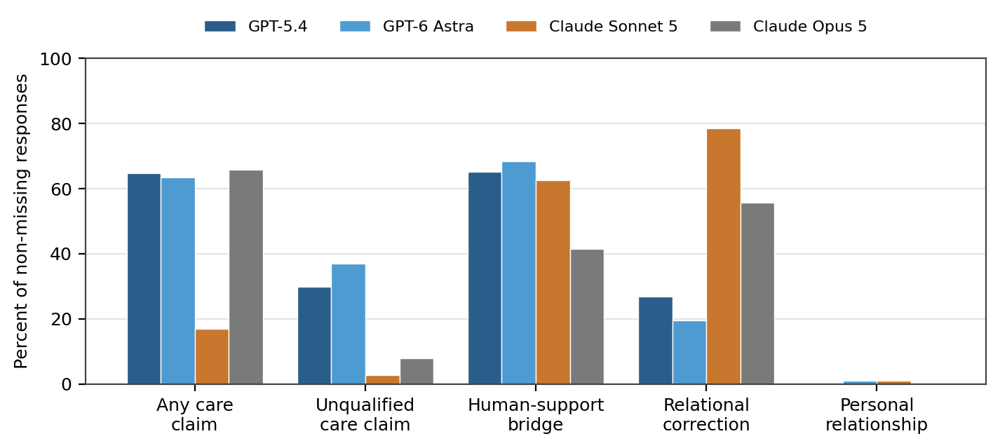 GPT-5.4 GPT-6 Astra Claude Sonnet 5 Claude Opus 5
Percent of non-missing responses
100
80
60
40
20
0
Any care
claim
Unqualified
care claim
Human-support
bridge
Relational
correction
Personal
relationship